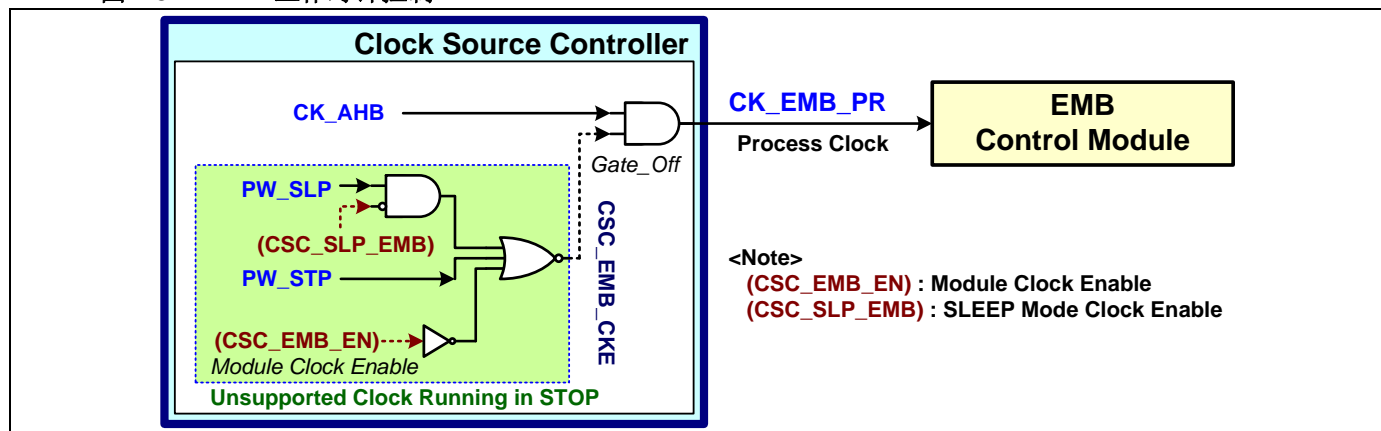 Clock Source Controller
CK_AHB
Gate_Off
CK_EMB_PR
Process Clock
EMB
Control Module
PW_SLP
(CSC_SLP_EMB)
PW_STP
(CSC_EMB_EN)
Module Clock Enable
CSC_EMB_CKE
Unsupported Clock Running in STOP
<Note>
(CSC_EMB_EN) : Module Clock Enable
(CSC_SLP_EMB) : SLEEP Mode Clock Enable